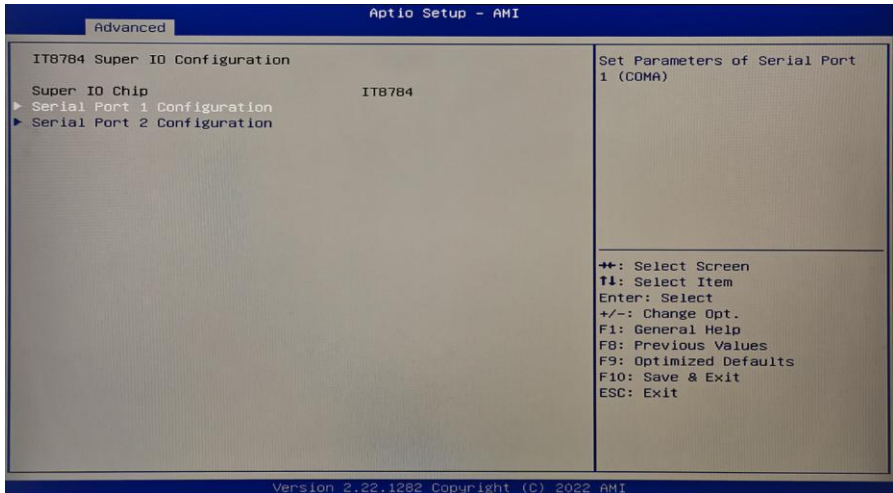 Aptio Setup - AMI
Advanced
IT8784 Super IO Configuration
Super IO Chip IT8784
Serial Port 1 Configuration
Serial Port 2 Configuration
Set Parameters of Serial Port
1 (COMA)
: Select Screen
↑↓: Select Item
Enter: Select
+/-: Change Opt.
F1: General Help
F8: Previous Values
F9: Optimized Defaults
F10: Save & Exit
ESC: Exit
Version 2.22.1282 Copyright (C) 2022 AMI